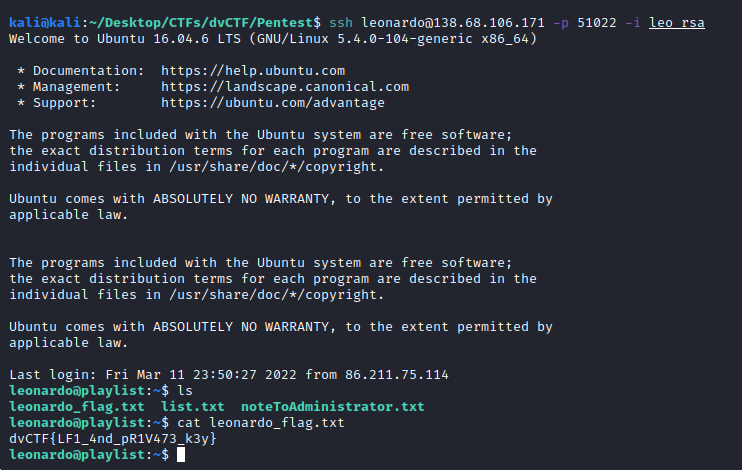 kali@kali:~/Desktop/CTFs/dvCTF/Pentest$ ssh leonardo@138.68.106.171 -p 51022 -i leo_rsa
Welcome to Ubuntu 16.04.6 LTS (GNU/Linux 5.4.0-104-generic x86_64)
* Documentation:  https://help.ubuntu.com
* Management:     https://landscape.canonical.com
* Support:        https://ubuntu.com/advantage
The programs included with the Ubuntu system are free software;
the exact distribution terms for each program are described in the
individual files in /usr/share/doc/*/copyright.
Ubuntu comes with ABSOLUTELY NO WARRANTY, to the extent permitted by
applicable law.
The programs included with the Ubuntu system are free software;
the exact distribution terms for each program are described in the
individual files in /usr/share/doc/*/copyright.
Ubuntu comes with ABSOLUTELY NO WARRANTY, to the extent permitted by
applicable law.
Last login: Fri Mar 11 23:50:27 2022 from 86.211.75.114
leonardo@playlist:~$ ls
leonardo_flag.txt  list.txt  noteToAdministrator.txt
leonardo@playlist:~$ cat leonardo_flag.txt
dvCTF{LF1_4nd_pR1V473_k3y}
leonardo@playlist:~$